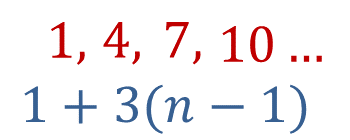 1, 4, 7, 10 ...
1 + 3(n − 1)